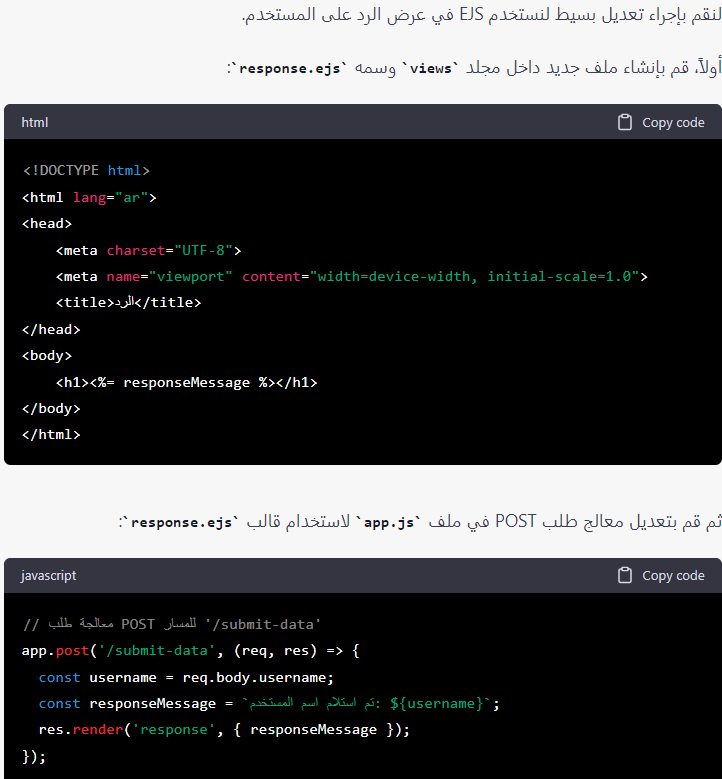 لنقم بإجراء تعديل بسيط لنستخدم EJS في عرض الرد على المستخدم.
أولاً، قم بإنشاء ملف جديد داخل مجلد `views` وسمه `response.ejs`:
html
Copy code
<!DOCTYPE html>
<html lang="ar">
<head>
    <meta charset="UTF-8">
    <meta name="viewport" content="width=device-width, initial-scale=1.0">
    <title>الرد</title>
</head>
<body>
    <h1><%= responseMessage %></h1>
</body>
</html>
ثم قم بتعديل معالج طلب POST في ملف `app.js` لاستخدام قالب `response.ejs`:
javascript
Copy code
// معالجة طلب POST للمسار '/submit-data'
app.post('/submit-data', (req, res) => {
  const username = req.body.username;
  const responseMessage = `تم استلام اسم المستخدم: ${username}`;
  res.render('response', { responseMessage });
});